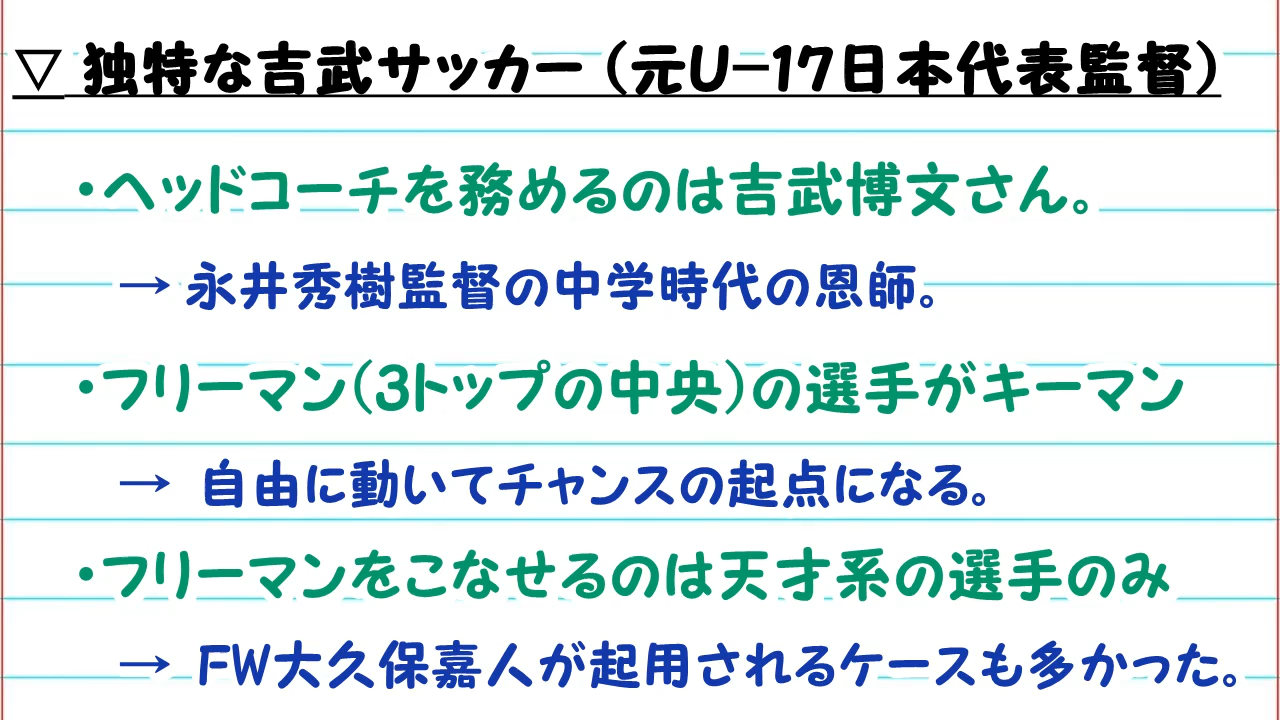 ▽ 独特な吉武サッカー（元U-17日本代表監督）
・ヘッドコーチを務めるのは吉武博文さん。
→ 永井秀樹監督の中学時代の恩師。
・フリーマン(3トップの中央)の選手がキーマン
→ 自由に動いてチャンスの起点になる。
・フリーマンをこなせるのは天才系の選手のみ
→ FW大久保嘉人が起用されるケースも多かった。